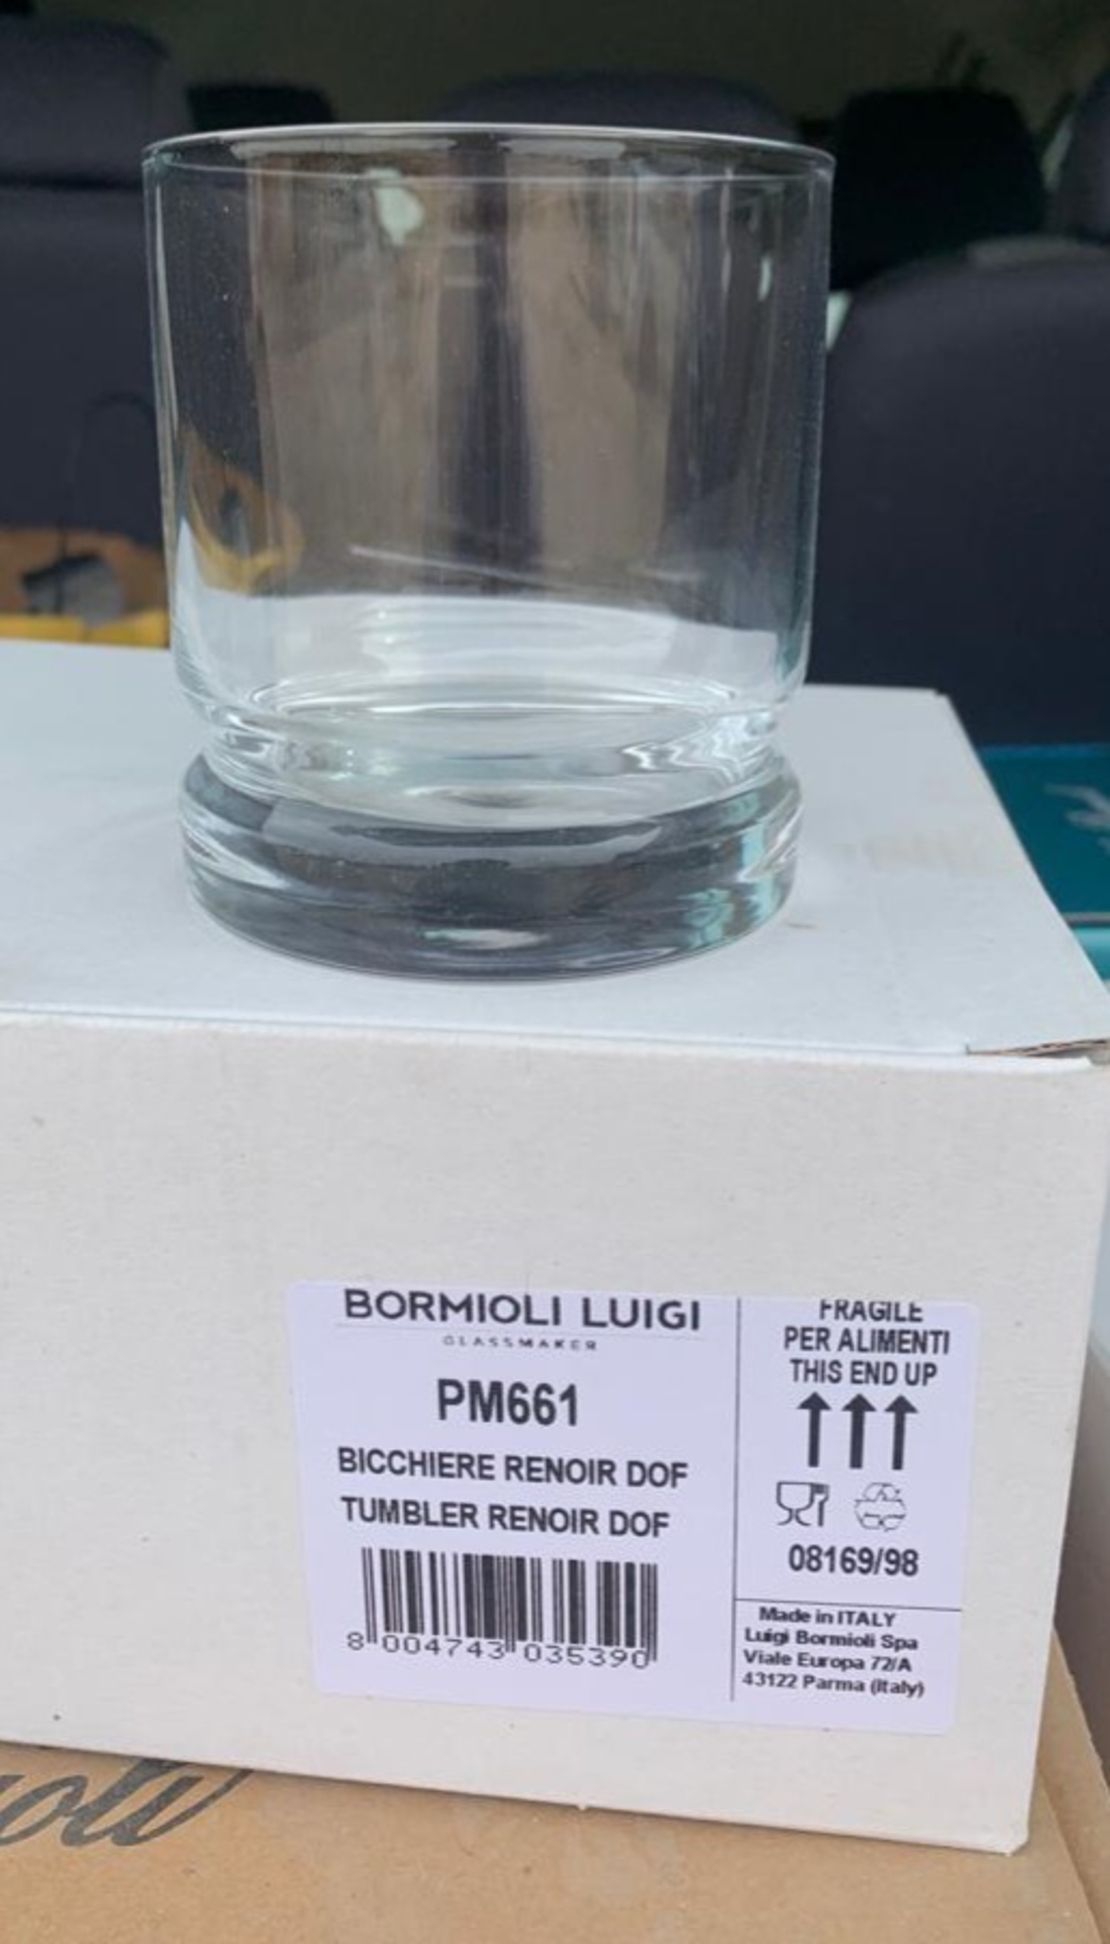 BORMIOLI LUIGI
GLASSMAKER
PM661
BICCHIERE RENOIR DOF
TUMBLER RENOIR DOF
8 004743 035390
FRAGILE
PER ALIMENTI
THIS END UP
08169/98
Made in ITALY
Luigi Bormioli Spa
Viale Europa 72/A
43122 Parma (Italy)